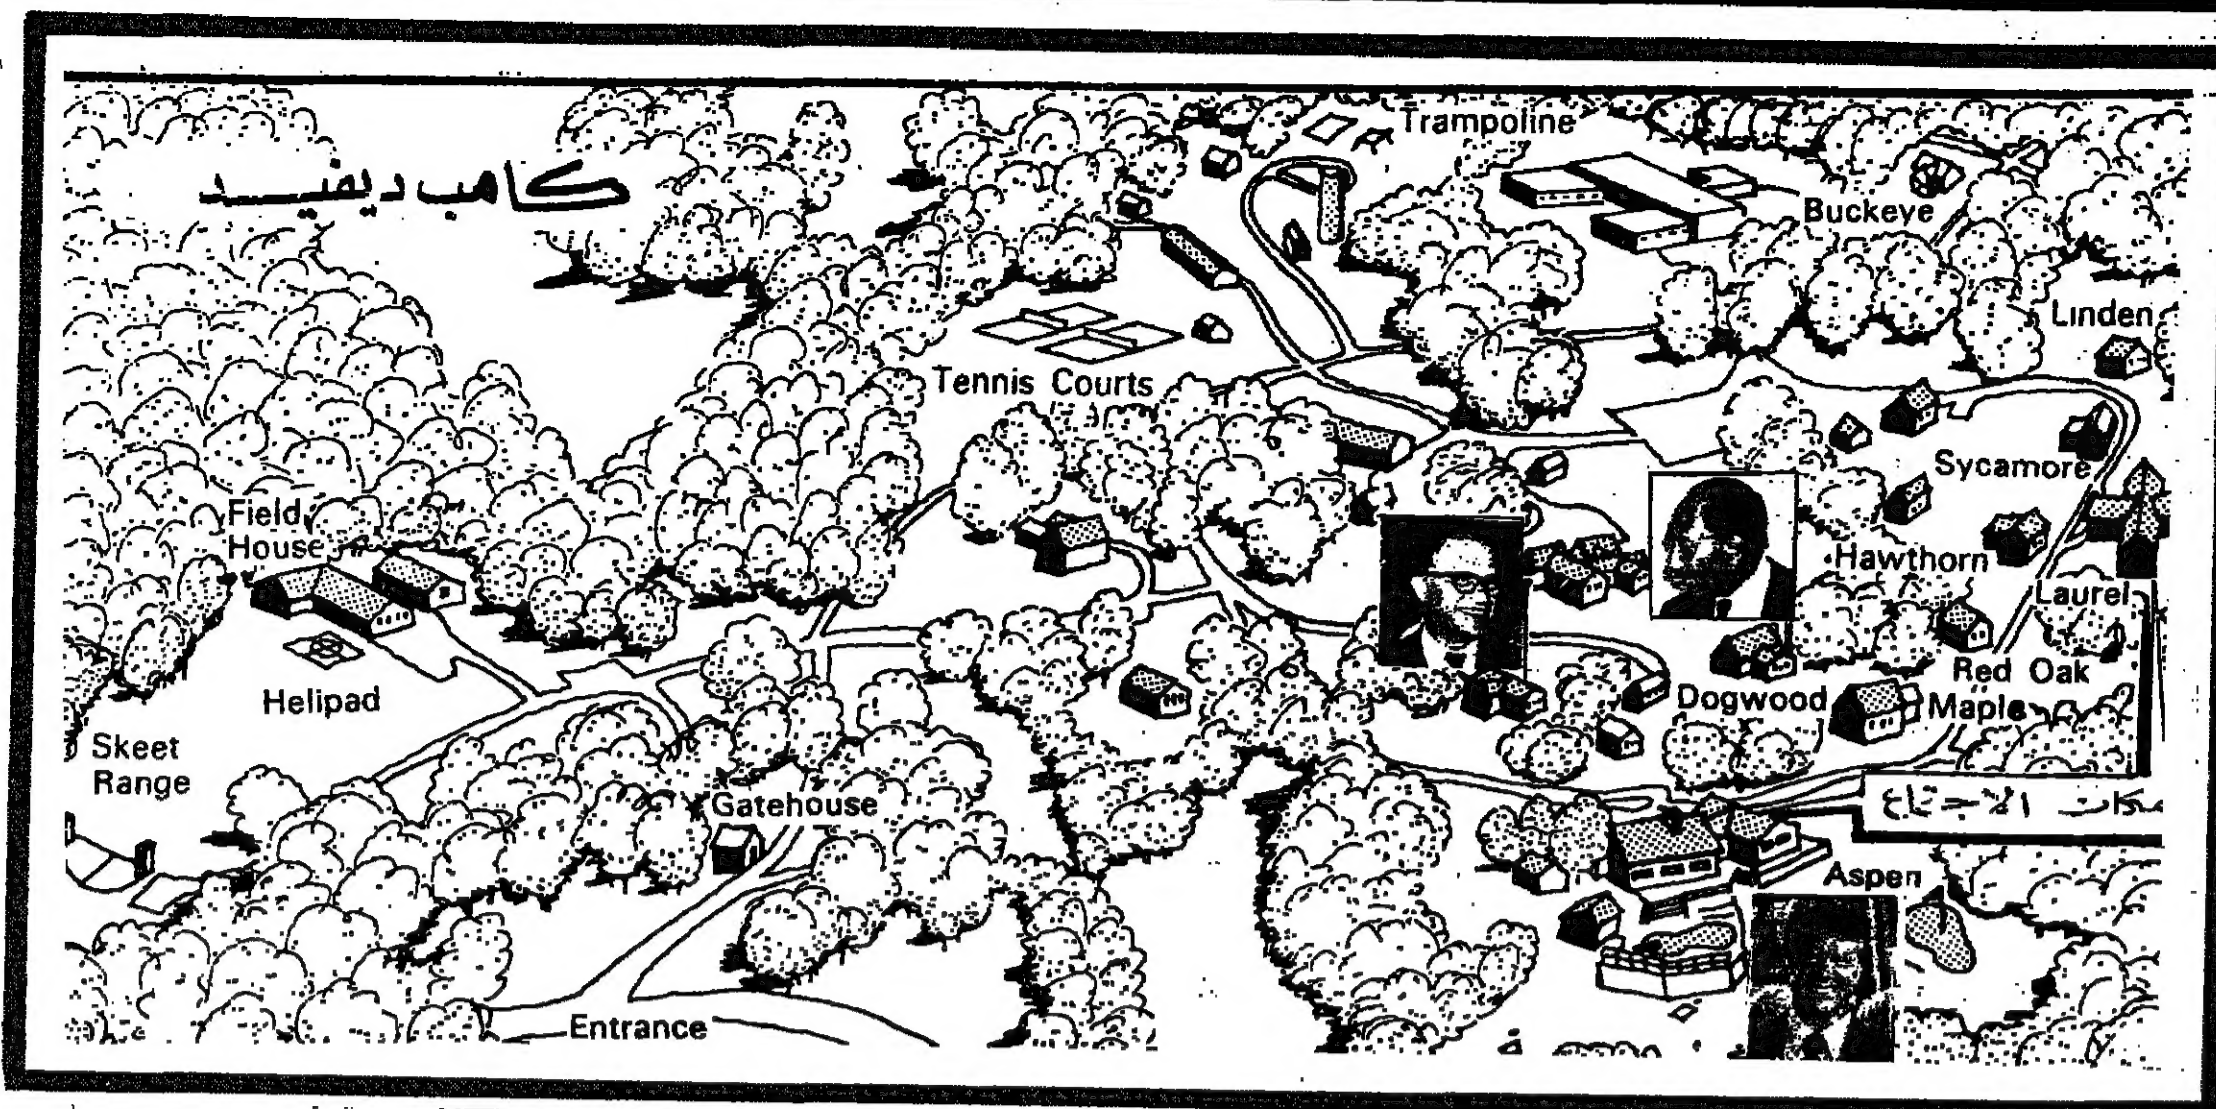 Trampoline
كامب ديفيد
Buckeye
Linden
Tennis Courts
Sycamore
Field
House
Hawthorn
Laurel
Red Oak
Helipad
Dogwood
Maple
Skeet
Range
Gatehouse
الاجتماع
Aspen
Entrance